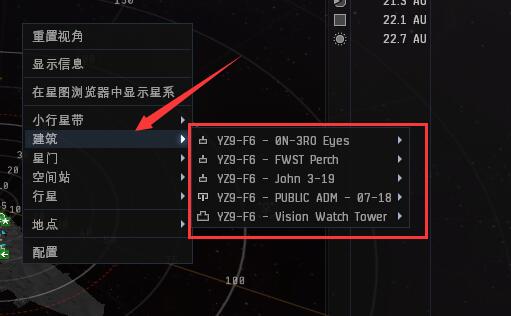 150
21.3 AU
22.1 AU
22.7 AU
重置视角
显示信息
在星图浏览器中显示星系
小行星带
建筑
星门
空间站
行星
地点
配置
YZ9-F6 - 0N-3RO Eyes
YZ9-F6 - FWST Perch
YZ9-F6 - John 3-19
YZ9-F6 - PUBLIC ADM - 07-18
YZ9-F6 - Vision Watch Tower
100